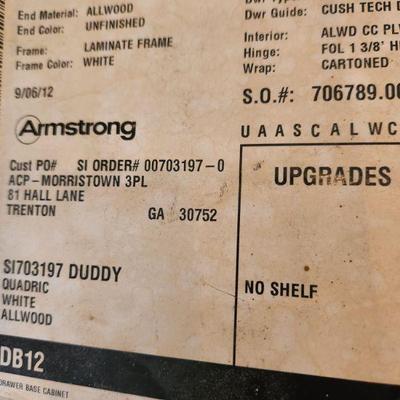 End Material: ALLWOOD
End Color: UNFINISHED
Frame: LAMINATE FRAME
Frame Color: WHITE
9/06/12
Dwr Guide: CUSH TECH
Interior: ALWD CC
Hinge: FOL 1 3/8'
Wrap: CARTONED
S.O.#: 706789.00
Armstrong
UAASCALWC
Cust PO# SI ORDER# 00703197-0
ACP-MORRISTOWN 3PL
81 HALL LANE
TRENTON GA 30752
UPGRADES
NO SHELF
SI703197 DUDDY
QUADRIC
WHITE
ALLWOOD
DB12
DRAWER BASE CABINET